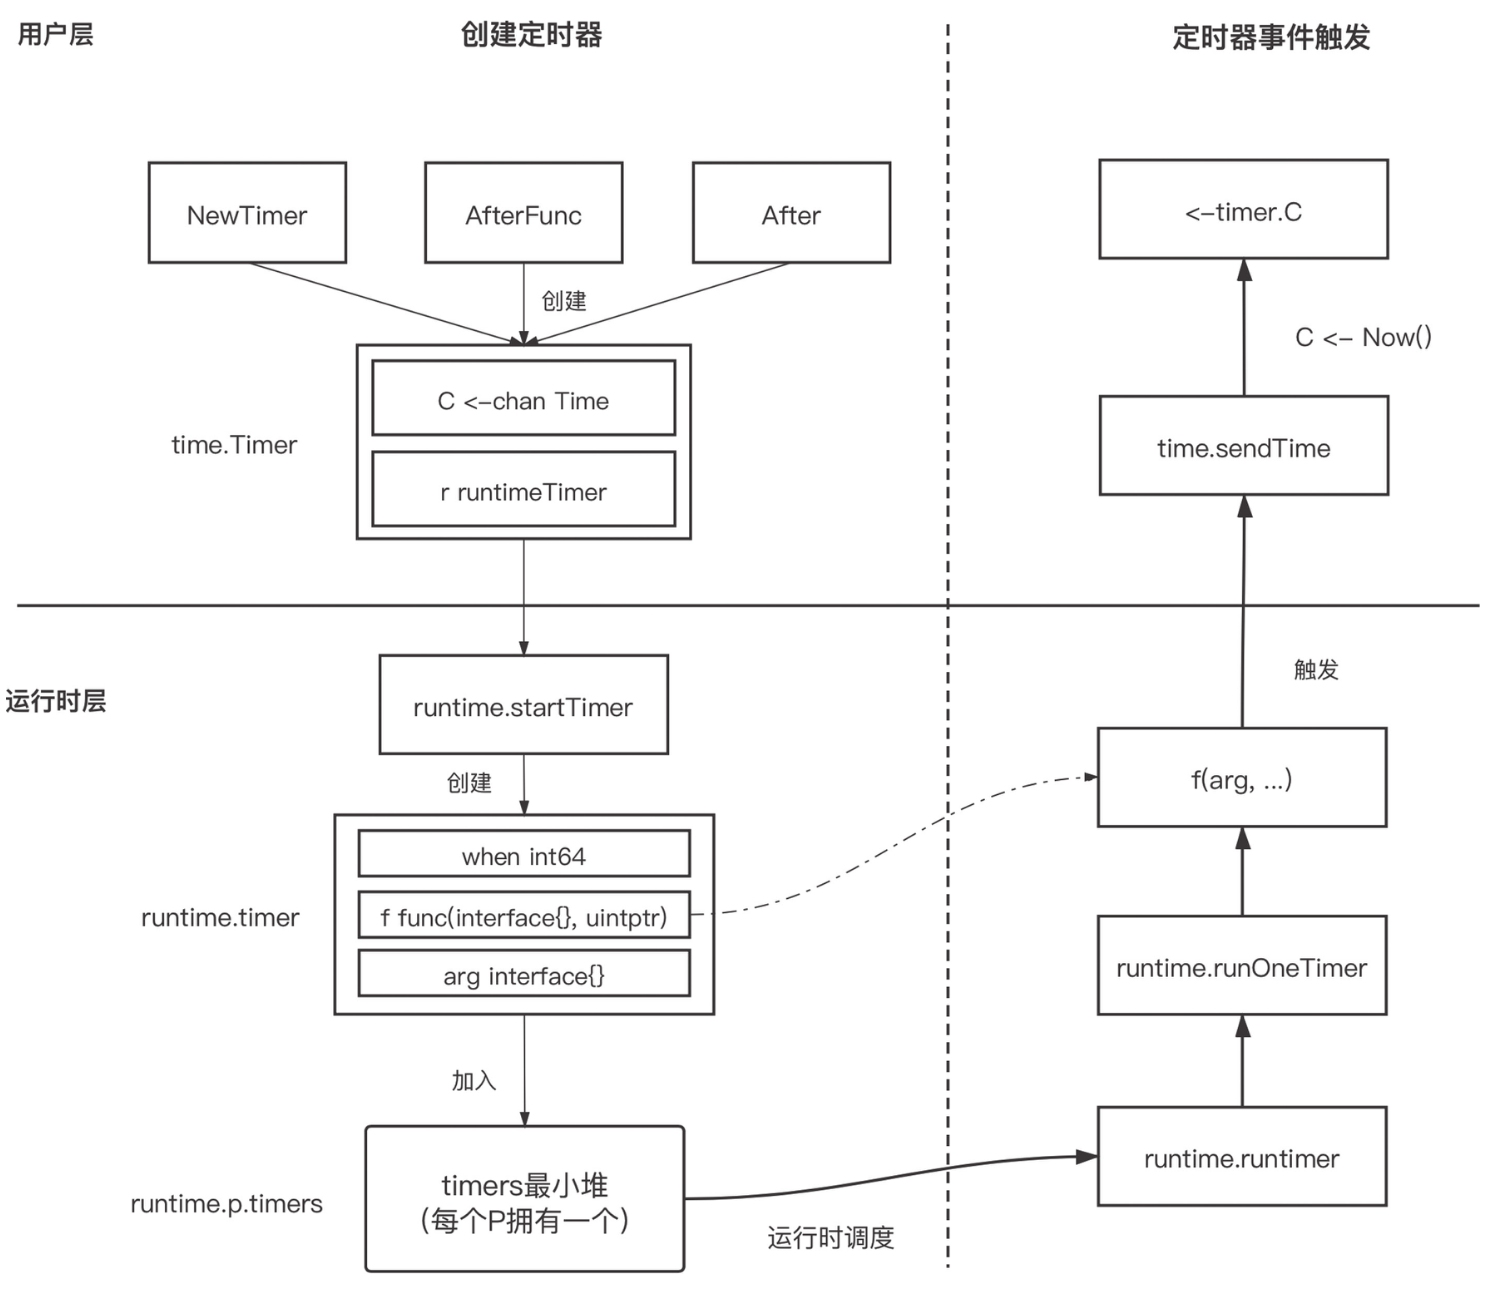 用户层
创建定时器
定时器事件触发
NewTimer
AfterFunc
After
<-timer.C
创建
C <- Now()
C <-chan Time
time.Timer
r runtimeTimer
time.sendTime
运行时层
runtime.startTimer
触发
创建
f(arg, ...)
when int64
runtime.timer
f func(interface{}, uintptr)
arg interface{}
runtime.runOneTimer
加入
runtime.p.timers
timers最小堆
（每个P拥有一个）
运行时调度
runtime.runtimer